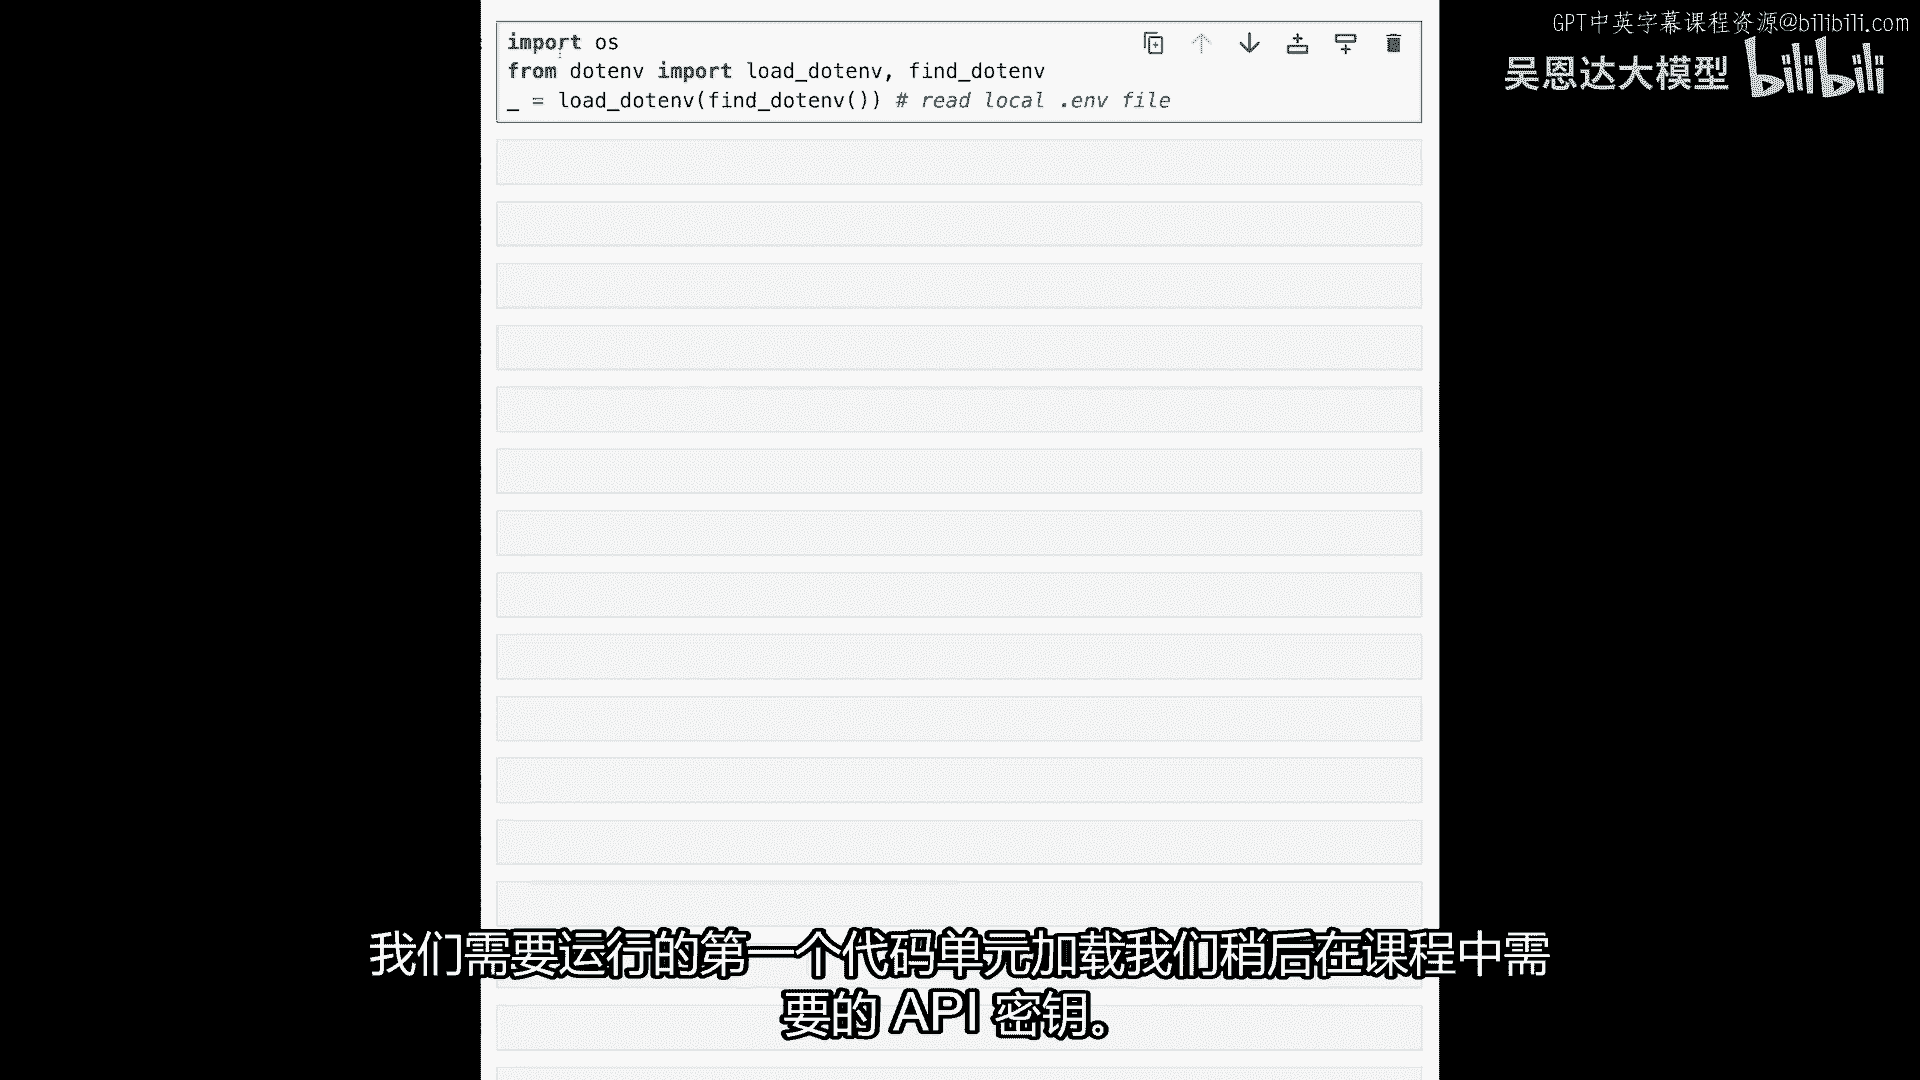 GPT中英字幕课程资源@bilibili.com
吴恩达大模型 bilibili
import os
from dotenv import load_dotenv, find_dotenv
_ = load_dotenv(find_dotenv()) # read local .env file
我们需要运行的第一个代码单元加载我们稍后在课程中需
要的 API 密钥。